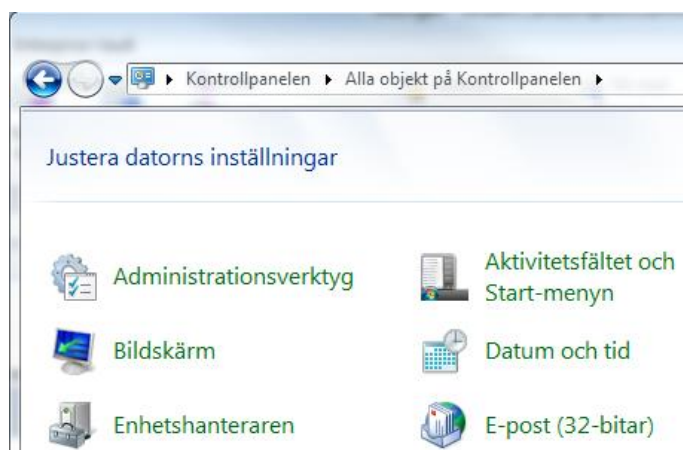 Kontrollpanelen Alla objekt på Kontrollpanelen
Justera datorns inställningar
Administrationsverktyg
Aktivitetsfältet och
Start-menyn
Bildskärm
Datum och tid
Enhetshanteraren
E-post (32-bitar)